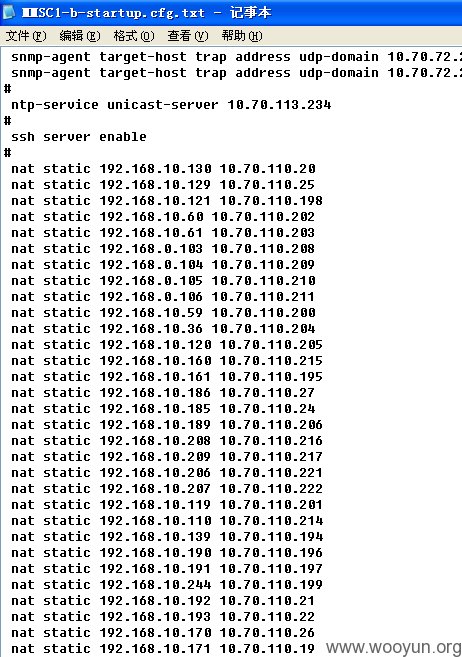 MMSC1-b-startup.cfg.txt - 记事本
文件(F) 编辑(E) 格式(O) 查看(V) 帮助(H)
snmp-agent target-host trap address udp-domain 10.70.72.2
snmp-agent target-host trap address udp-domain 10.70.72.
#
ntp-service unicast-server 10.70.113.234
#
ssh server enable
#
nat static 192.168.10.130 10.70.110.20
nat static 192.168.10.129 10.70.110.25
nat static 192.168.10.121 10.70.110.198
nat static 192.168.10.60 10.70.110.202
nat static 192.168.10.61 10.70.110.203
nat static 192.168.0.103 10.70.110.208
nat static 192.168.0.104 10.70.110.209
nat static 192.168.0.105 10.70.110.210
nat static 192.168.0.106 10.70.110.211
nat static 192.168.10.59 10.70.110.200
nat static 192.168.10.36 10.70.110.204
nat static 192.168.10.120 10.70.110.205
nat static 192.168.10.160 10.70.110.215
nat static 192.168.10.161 10.70.110.195
nat static 192.168.10.186 10.70.110.27
nat static 192.168.10.185 10.70.110.24
nat static 192.168.10.189 10.70.110.206
nat static 192.168.10.208 10.70.110.216
nat static 192.168.10.209 10.70.110.217
nat static 192.168.10.206 10.70.110.221
nat static 192.168.10.207 10.70.110.222
nat static 192.168.10.119 10.70.110.201
nat static 192.168.10.110 10.70.110.214
nat static 192.168.10.139 10.70.110.194
nat static 192.168.10.190 10.70.110.196
nat static 192.168.10.191 10.70.110.197
nat static 192.168.10.244 10.70.110.199
nat static 192.168.10.192 10.70.110.21
nat static 192.168.10.193 10.70.110.22
nat static 192.168.10.170 10.70.110.26
nat static 192.168.10.171 10.70.110.19
www.wooyun.org